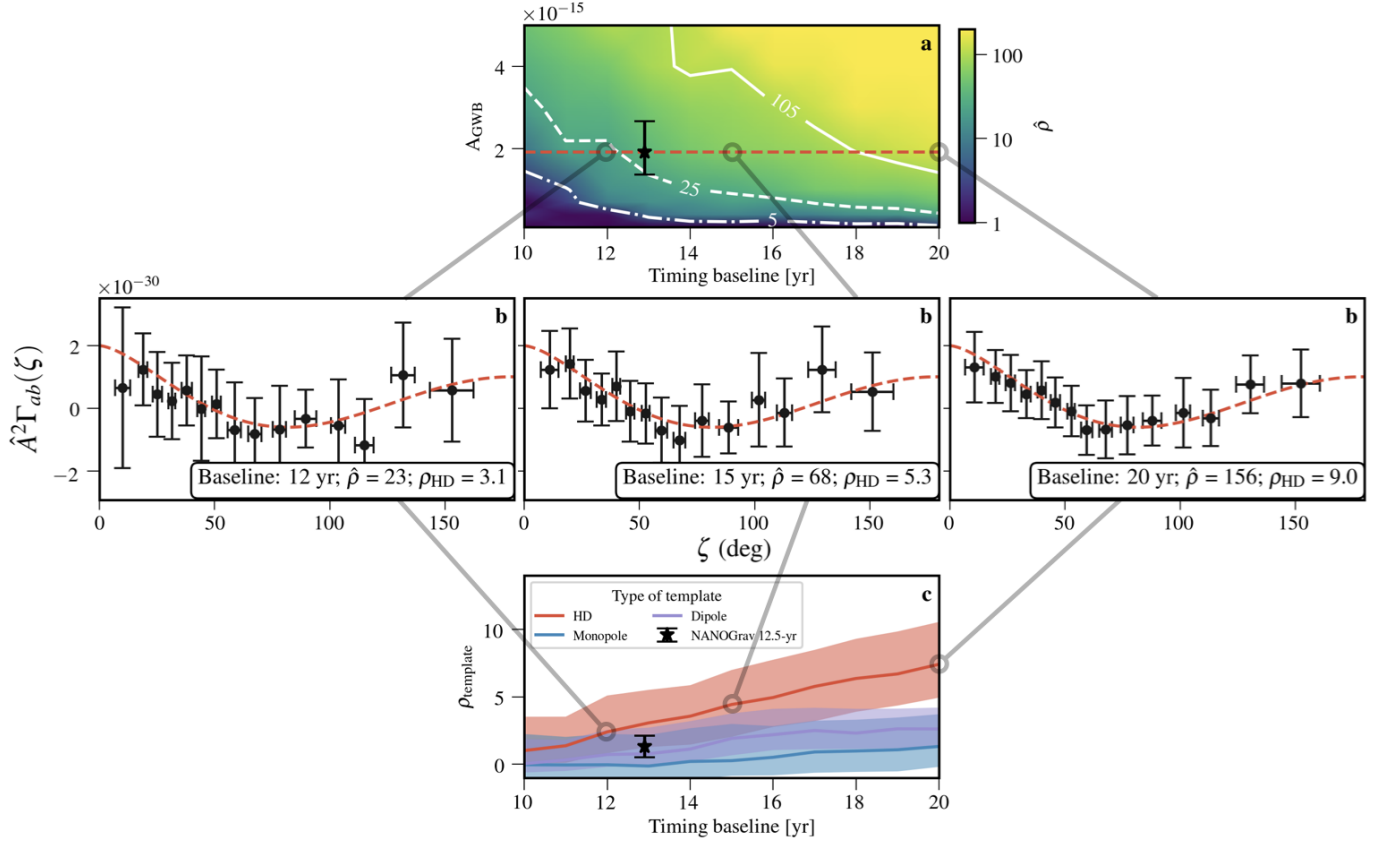 ×10⁻¹⁵
a
A_GWB
4
2
105
25
5
100
10
1
ρ̂
10 12 14 16 18 20
Timing baseline [yr]
×10⁻³⁰
b
b
b
Â²Γ_ab(ζ)
2
0
−2
Baseline: 12 yr; ρ̂ = 23; ρ_HD = 3.1
Baseline: 15 yr; ρ̂ = 68; ρ_HD = 5.3
Baseline: 20 yr; ρ̂ = 156; ρ_HD = 9.0
0 50 100 150
0 50 100 150
0 50 100 150
ζ (deg)
c
Type of template
HD
Dipole
Monopole
NANOGrav 12.5-yr
ρ_template
10
5
0
10 12 14 16 18 20
Timing baseline [yr]